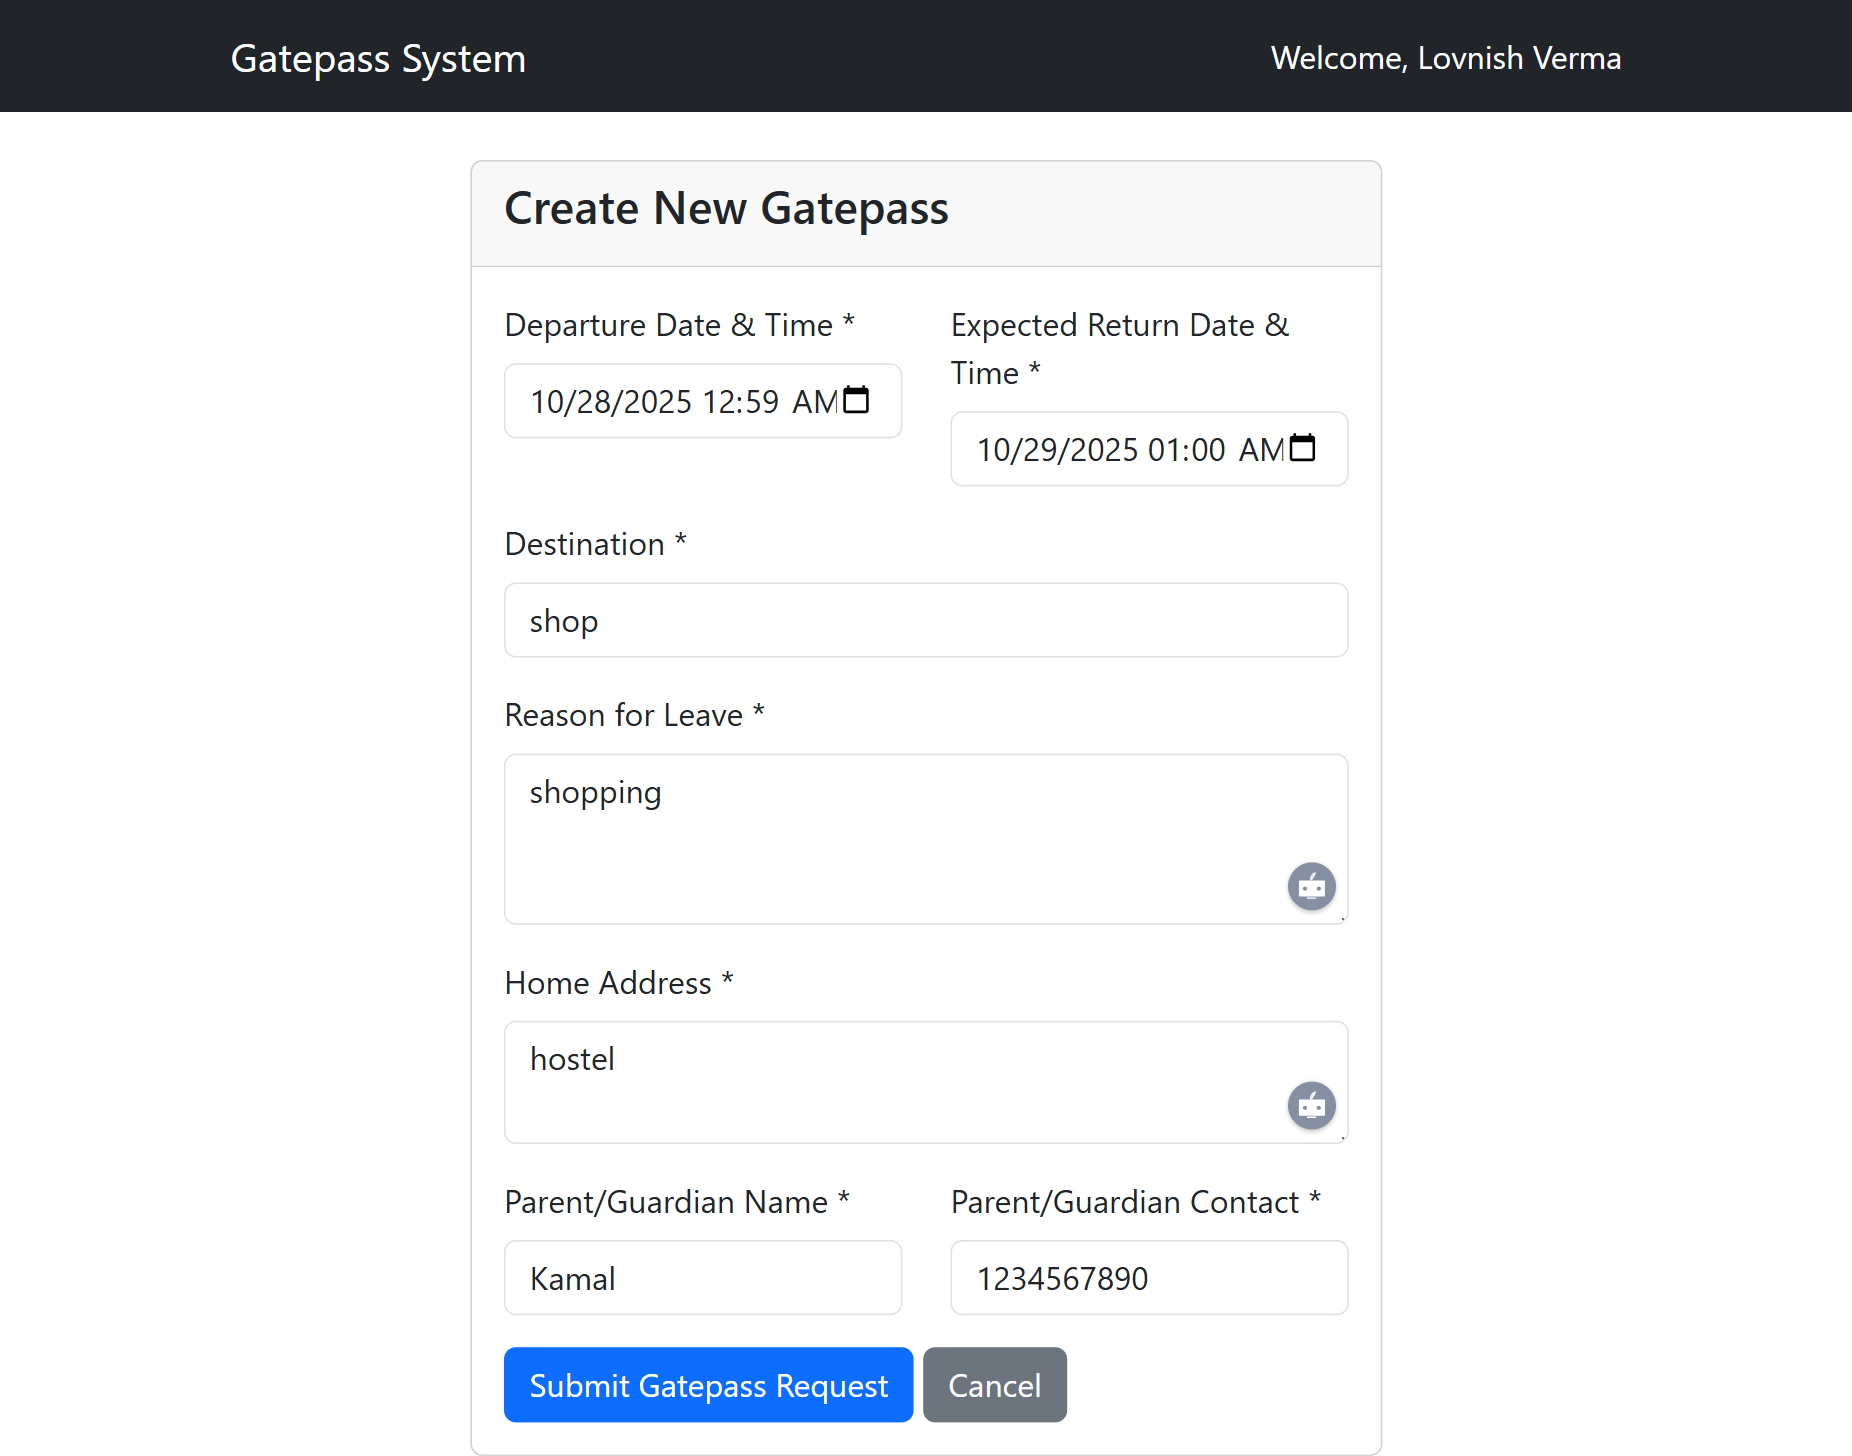 Gatepass System
Welcome, Lovnish Verma
Create New Gatepass
Departure Date & Time *
10/28/2025 12:59 AM
Expected Return Date &
Time *
10/29/2025 01:00 AM
Destination *
shop
Reason for Leave *
shopping
Home Address *
hostel
Parent/Guardian Name *
Kamal
Parent/Guardian Contact *
1234567890
Submit Gatepass Request
Cancel